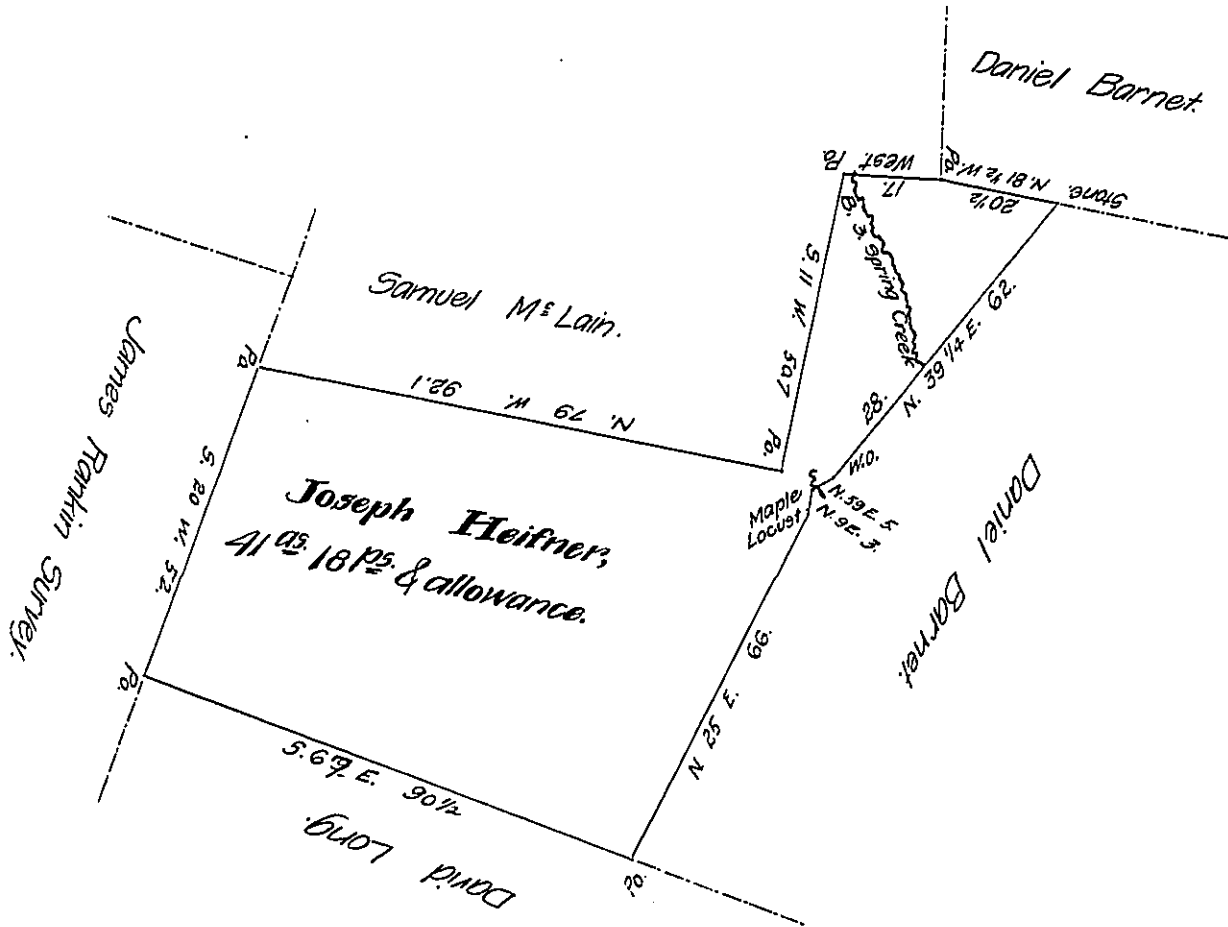 Daniel Barnet.
Po.
West
17.
Po.
N. 81 1/2 W.
20 1/2
Stone.
B. 3 Spring Creek
S. 11 W. 50.7
N. 39 1/4 E. 62.
28.
Samuel Mc Lain.
Po.
N. 79 W. 92.1
Po.
W.O.
S
Maple
Locust.
N. 59 E. 5
N. 9 E. 3.
James Rankin Survey.
S. 20 W. 52.
Joseph Heifner,
41 as. 18 ps. & allowance.
Daniel Barnet.
66.
Po.
S. 69 E. 90 1/2
David Long.
Po.